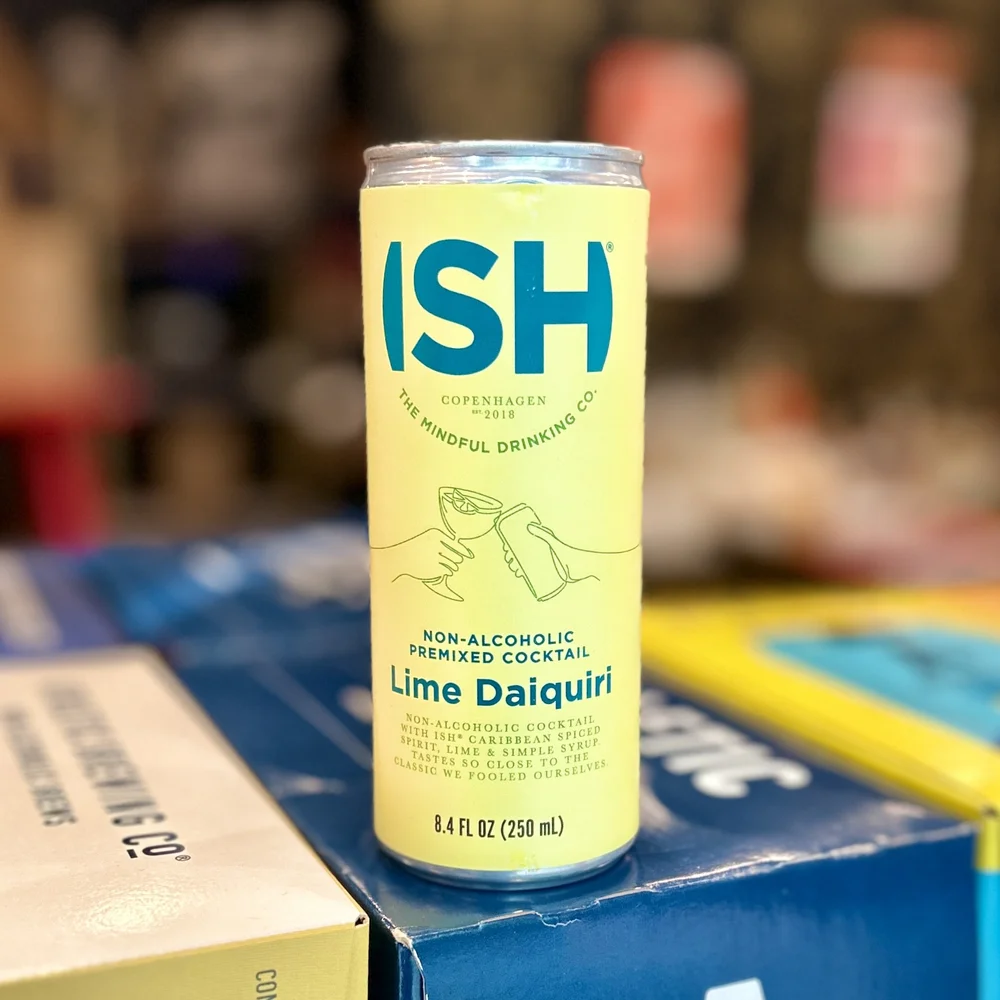 ISH®
COPENHAGEN
EST. 2018
THE MINDFUL DRINKING CO.
NON-ALCOHOLIC
PREMIXED COCKTAIL
Lime Daiquiri
NON-ALCOHOLIC COCKTAIL
WITH ISH® CARIBBEAN SPICED
SPIRIT, LIME & SIMPLE SYRUP.
TASTES SO CLOSE TO THE
CLASSIC WE FOOLED OURSELVES.
8.4 FL OZ (250 mL)
BREWING CO®